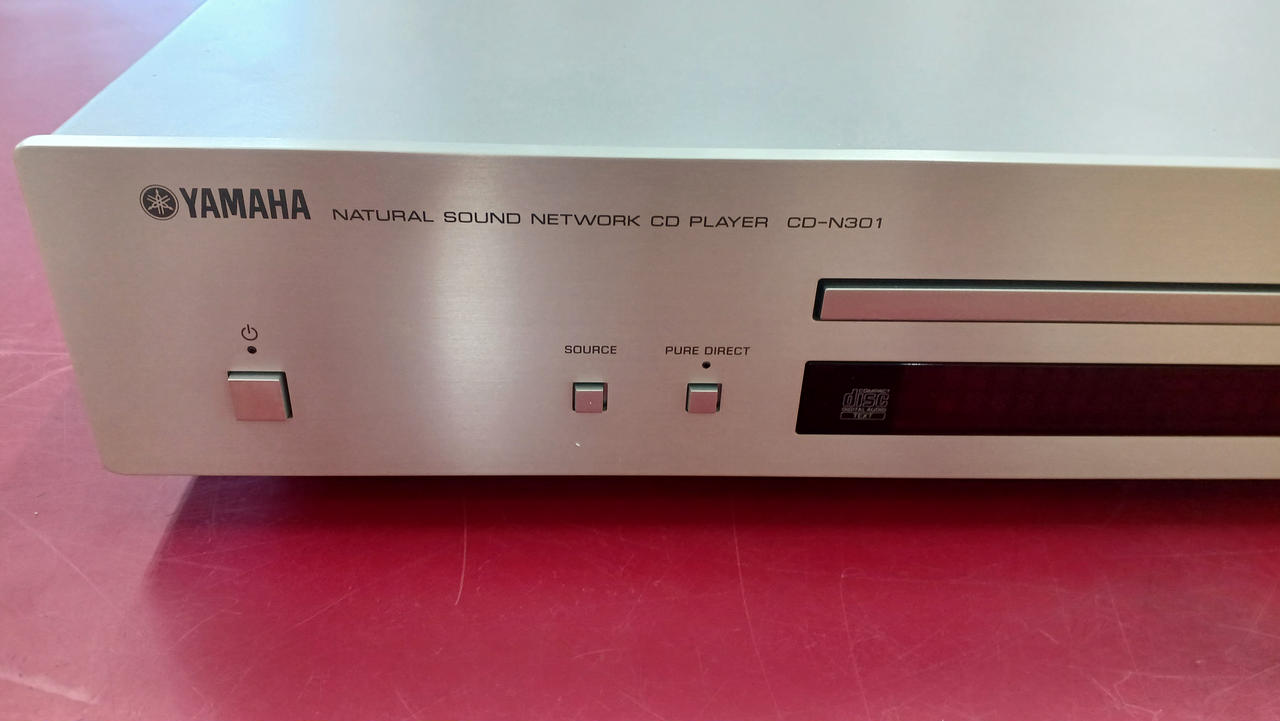 YAMAHA NATURAL SOUND NETWORK CD PLAYER CD-N301
SOURCE
PURE DIRECT
COMPACT
disc
DIGITAL AUDIO
TEXT